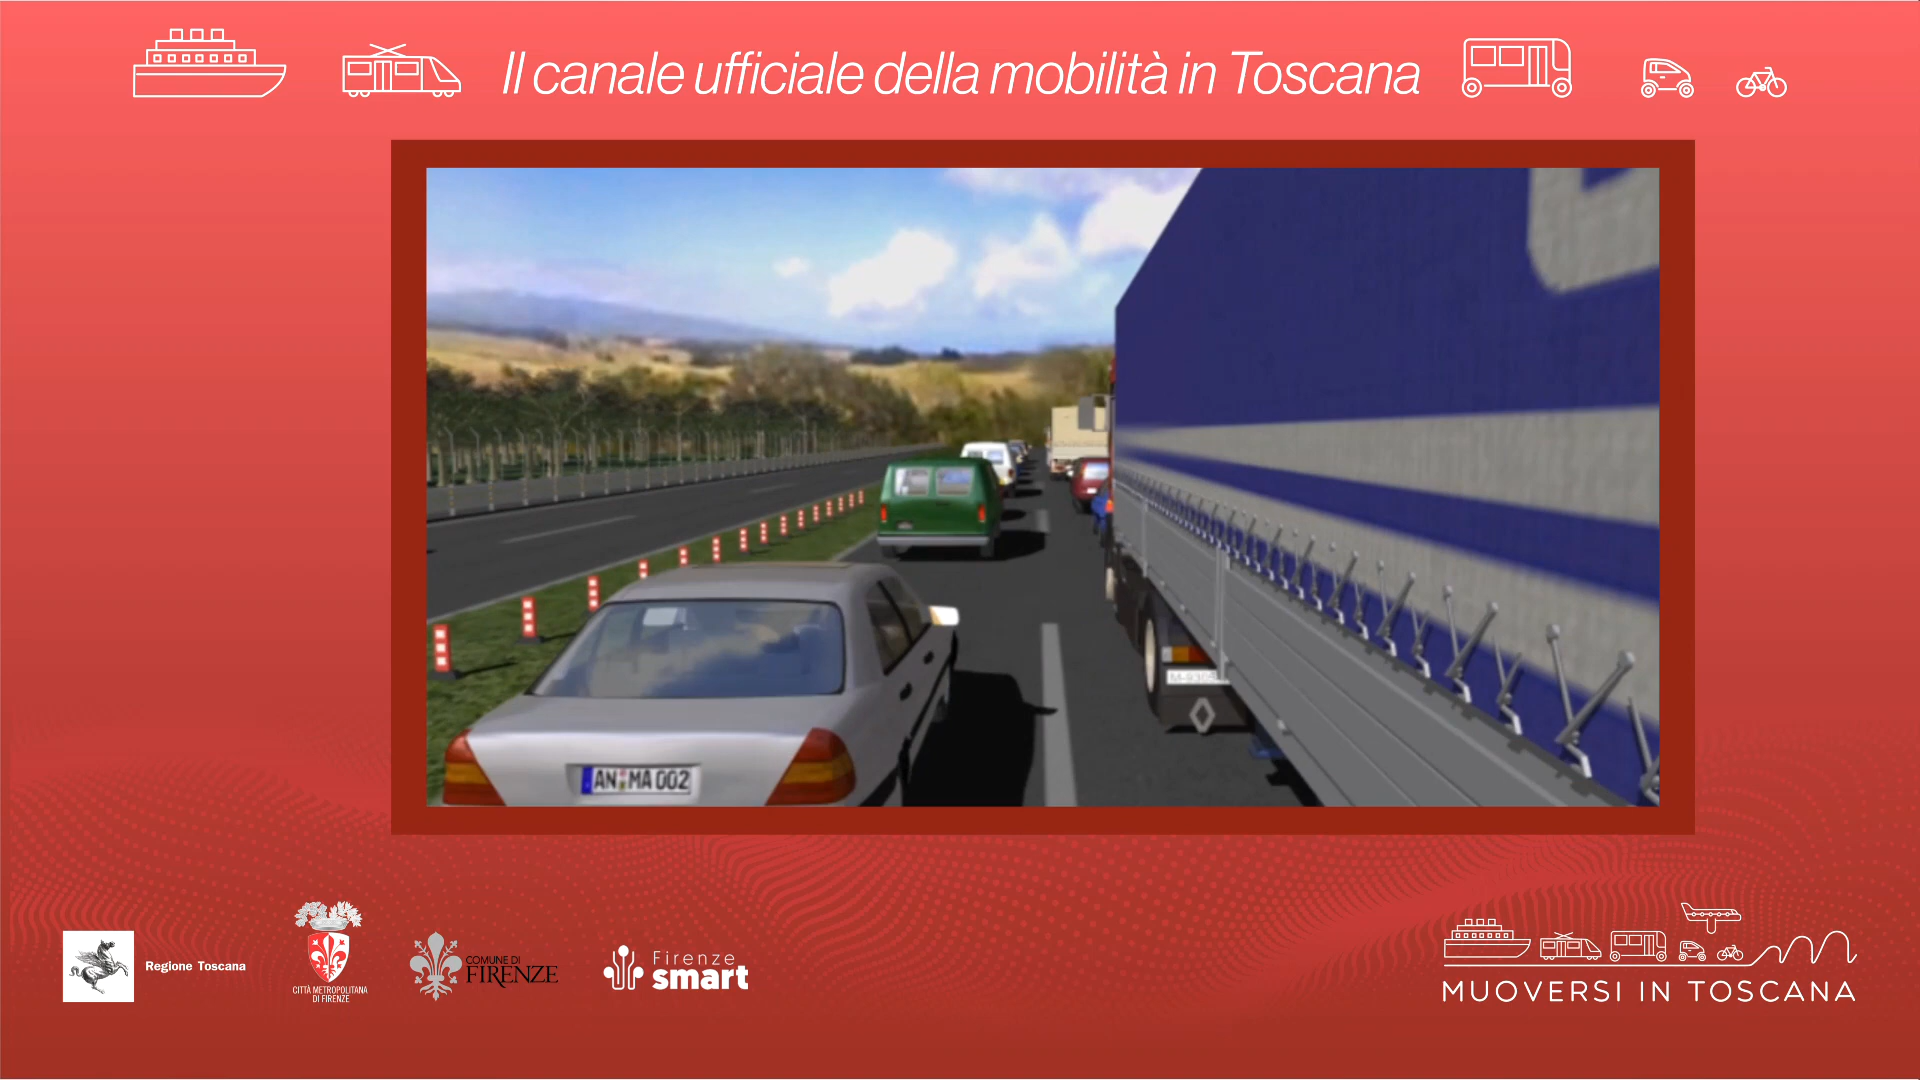 Il canale ufficiale della mobilità in Toscana
AN MA 002
Regione Toscana
CITTÀ METROPOLITANA
DI FIRENZE
COMUNE DI
FIRENZE
Firenze
smart
MUOVERSI IN TOSCANA